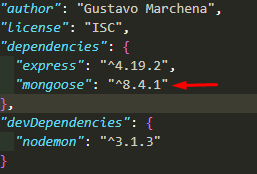 "author": "Gustavo Marchena",
"license": "ISC",
"dependencies": {
"express": "^4.19.2",
"mongoose": "^8.4.1"
},
"devDependencies": {
"nodemon": "^3.1.3"
}